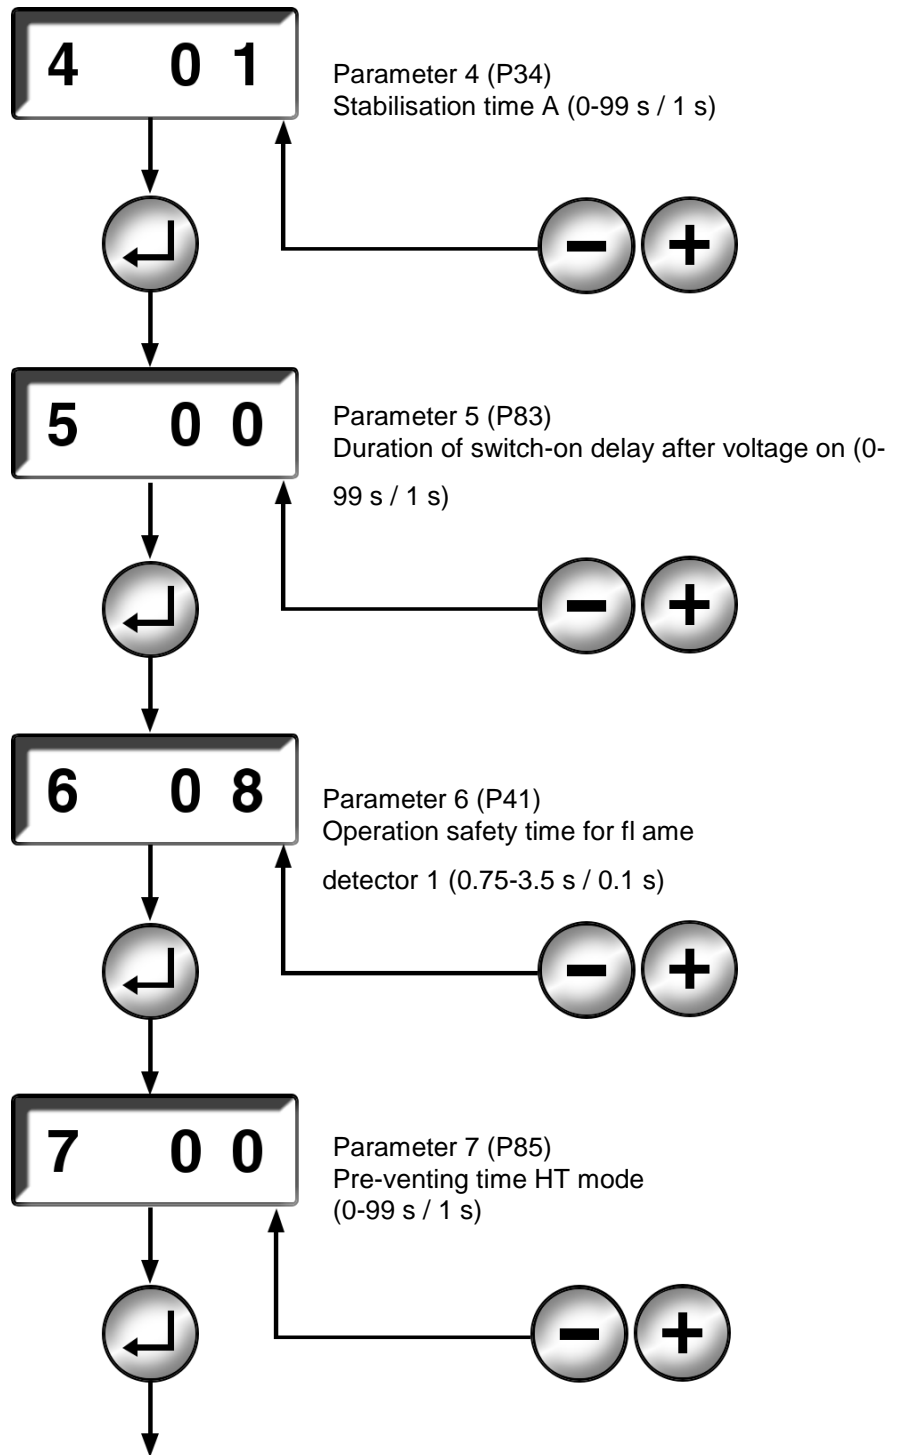 4 0 1
Parameter 4 (P34)
Stabilisation time A (0-99 s / 1 s)
5 0 0
Parameter 5 (P83)
Duration of switch-on delay after voltage on (0-
99 s / 1 s)
6 0 8
Parameter 6 (P41)
Operation safety time for fl ame
detector 1 (0.75-3.5 s / 0.1 s)
7 0 0
Parameter 7 (P85)
Pre-venting time HT mode
(0-99 s / 1 s)